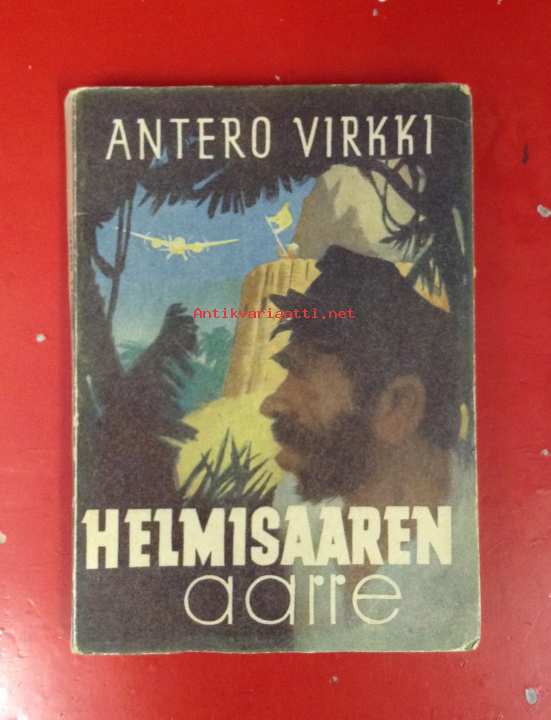 ANTERO VIRKKI
Antikvariaatti.net
HELMISAAREN
aarre